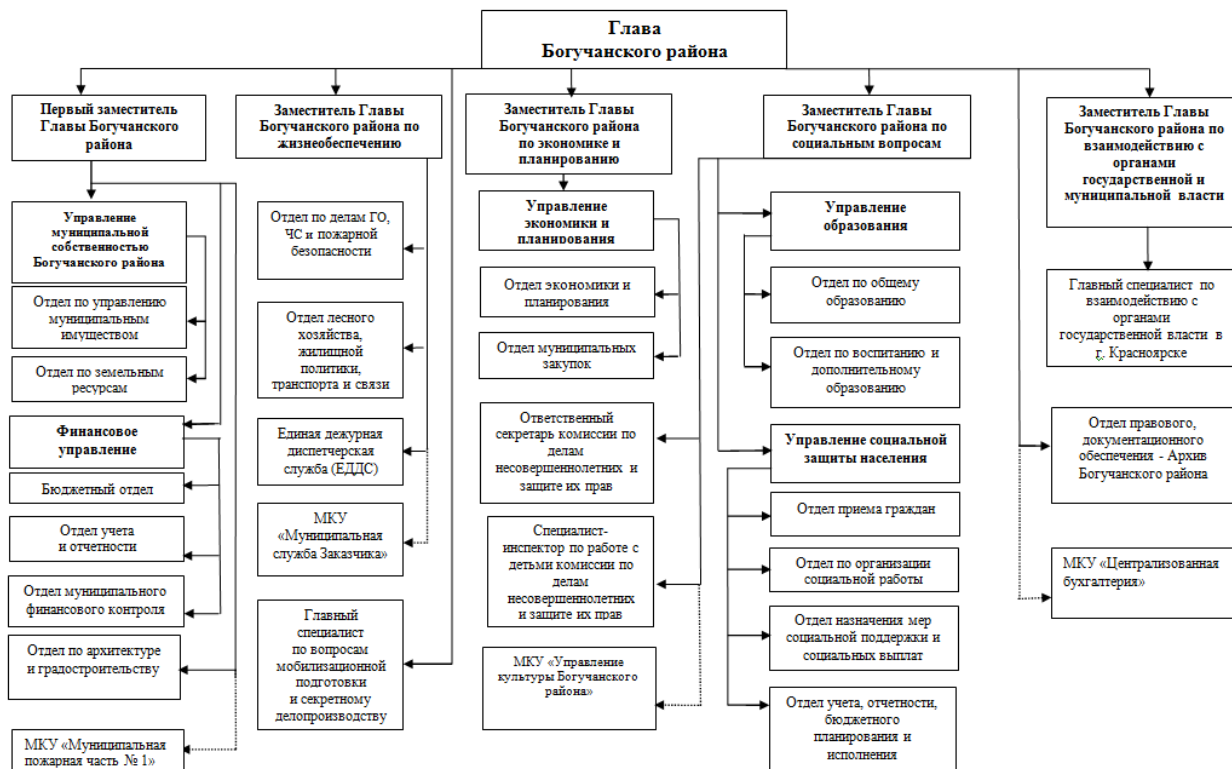 Глава
Богучанского района
Первый заместитель
Главы Богучанского
района
Заместитель Главы
Богучанского района по
жизнеобеспечению
Заместитель Главы
Богучанского района
по экономике и
планированию
Заместитель Главы
Богучанского района по
социальным вопросам
Заместитель Главы
Богучанского района по
взаимодействию с
органами
государственной и
муниципальной власти
Управление
муниципальной
собственностью
Богучанского района
Отдел по управлению
муниципальным
имуществом
Отдел по земельным
ресурсам
Финансовое
управление
Бюджетный отдел
Отдел учета
и отчетности
Отдел муниципального
финансового контроля
Отдел по архитектуре
и градостроительству
МКУ «Муниципальная
пожарная часть № 1»
Отдел по делам ГО,
ЧС и пожарной
безопасности
Отдел лесного
хозяйства,
жилищной
политики,
транспорта и связи
Единая дежурная
диспетчерская
служба (ЕДДС)
МКУ
«Муниципальная
служба Заказчика»
Главный
специалист
по вопросам
мобилизационной
подготовки
и секретному
делопроизводству
Управление
экономики и
планирования
Отдел экономики и
планирования
Отдел муниципальных
закупок
Ответственный
секретарь комиссии по
делам
несовершеннолетних и
защите их прав
Специалист-
инспектор по работе с
детьми комиссии по
делам
несовершеннолетних
и защите их прав
МКУ «Управление
культуры Богучанского
района»
Управление
образования
Отдел по общему
образованию
Отдел по воспитанию и
дополнительному
образованию
Управление социальной
защиты населения
Отдел приема граждан
Отдел по организации
социальной работы
Отдел назначения мер
социальной поддержки и
социальных выплат
Отдел учета, отчетности,
бюджетного
планирования и
исполнения
Главный специалист по
взаимодействию с
органами
государственной власти в
г. Красноярске
Отдел правового,
документационного
обеспечения - Архив
Богучанского района
МКУ «Централизованная
бухгалтерия»